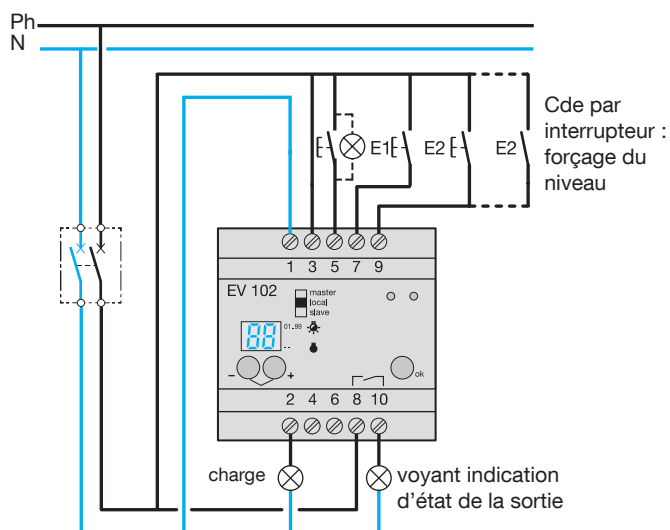 Ph
N
Cde par
interrupteur :
forçage du
niveau
E1
E2
E2
1 3 5 7 9
EV 102
master
local
slave
88
01..99
..
- +
ok
2 4 6 8 10
charge
voyant indication
d'état de la sortie